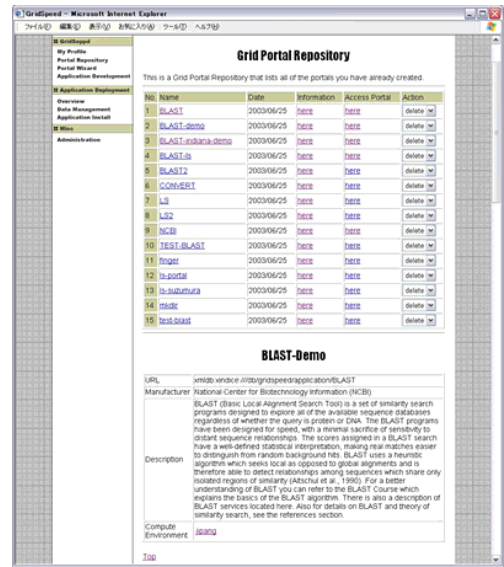 GridSpeed - Microsoft Internet Explorer
ファイル(F) 編集(E) 表示(V) お気に入り(A) ツール(T) ヘルプ(H)
My Profile
Portal Repository
Portal Wizard
Application Development
Application Deployment
Overview
Data Management
Application Install
Misc
Administration
Grid Portal Repository
This is a Grid Portal Repository that lists all of the portals you have already created.
No. Name Date Information Access Portal Action
1 BLAST 2003/06/25 here here delete
2 BLAST-demo 2003/06/25 here here delete
3 BLAST-indiana-demo 2003/06/25 here here delete
4 BLAST-ls 2003/06/25 here here delete
5 BLAST2 2003/06/25 here here delete
6 CONVERT 2003/06/25 here here delete
7 LS 2003/06/25 here here delete
8 LS2 2003/06/25 here here delete
9 NCBI 2003/06/25 here here delete
10 TEST-BLAST 2003/06/25 here here delete
11 finger 2003/06/25 here here delete
12 ls-portal 2003/06/25 here here delete
13 ls-suzumura 2003/06/25 here here delete
14 mkdir 2003/06/25 here here delete
15 test-blast 2003/06/25 here here delete
BLAST-Demo
URL xmldb:xindice:///db/gridspeed/application/BLAST
Manufacturer National Center for Biotechnology Information (NCBI)
BLAST (Basic Local Alignment Search Tool) is a set of similarity search
programs designed to explore all of the available sequence databases
regardless of whether the query is protein or DNA. The BLAST programs
have been designed for speed, with a minimal sacrifice of sensitivity to
distant sequence relationships. The scores assigned in a BLAST search
have a well-defined statistical interpretation, making real matches easier
to distinguish from random background hits. BLAST uses a heuristic
Description algorithm which seeks local as opposed to global alignments and is
therefore able to detect relationships among sequences which share only
isolated regions of similarity (Altschul et al., 1990). For a better
understanding of BLAST you can refer to the BLAST Course which
explains the basics of the BLAST algorithm. There is also a description of
BLAST services located here. Also for details on BLAST and theory of
similarity search, see the references section.
Compute
Environment jipang
Top